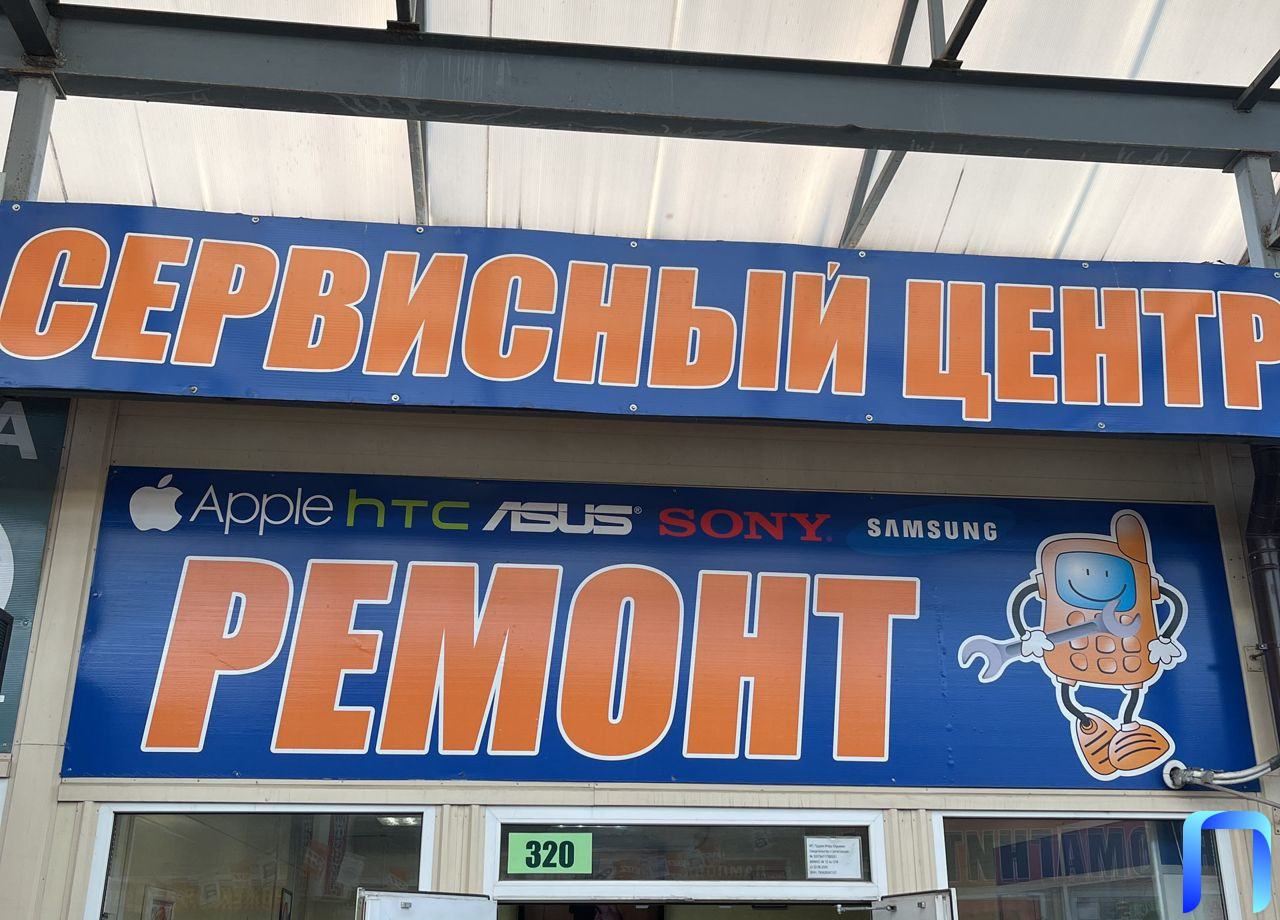 СЕРВИСНЫЙ ЦЕНТР
А
Apple hTC ASUS® SONY SAMSUNG
РЕМОНТ
320